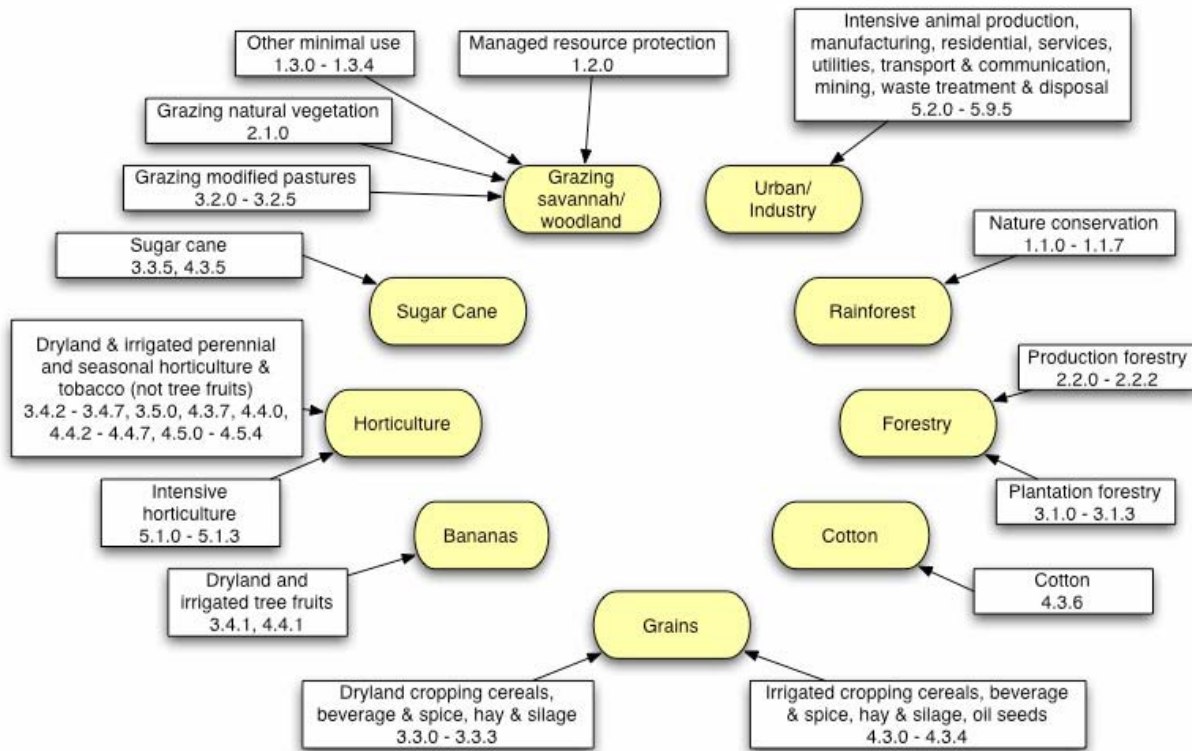 Other minimal use
1.3.0 - 1.3.4
Managed resource protection
1.2.0
Intensive animal production,
manufacturing, residential, services,
utilities, transport & communication,
mining, waste treatment & disposal
5.2.0 - 5.9.5
Grazing natural vegetation
2.1.0
Grazing modified pastures
3.2.0 - 3.2.5
Grazing
savannah/
woodland
Urban/
Industry
Nature conservation
1.1.0 - 1.1.7
Sugar cane
3.3.5, 4.3.5
Sugar Cane
Rainforest
Dryland & irrigated perennial
and seasonal horticulture &
tobacco (not tree fruits)
3.4.2 - 3.4.7, 3.5.0, 4.3.7, 4.4.0,
4.4.2 - 4.4.7, 4.5.0 - 4.5.4
Horticulture
Production forestry
2.2.0 - 2.2.2
Forestry
Intensive
horticulture
5.1.0 - 5.1.3
Plantation forestry
3.1.0 - 3.1.3
Bananas
Cotton
Dryland and
irrigated tree fruits
3.4.1, 4.4.1
Cotton
4.3.6
Grains
Dryland cropping cereals,
beverage & spice, hay & silage
3.3.0 - 3.3.3
Irrigated cropping cereals, beverage
& spice, hay & silage, oil seeds
4.3.0 - 4.3.4